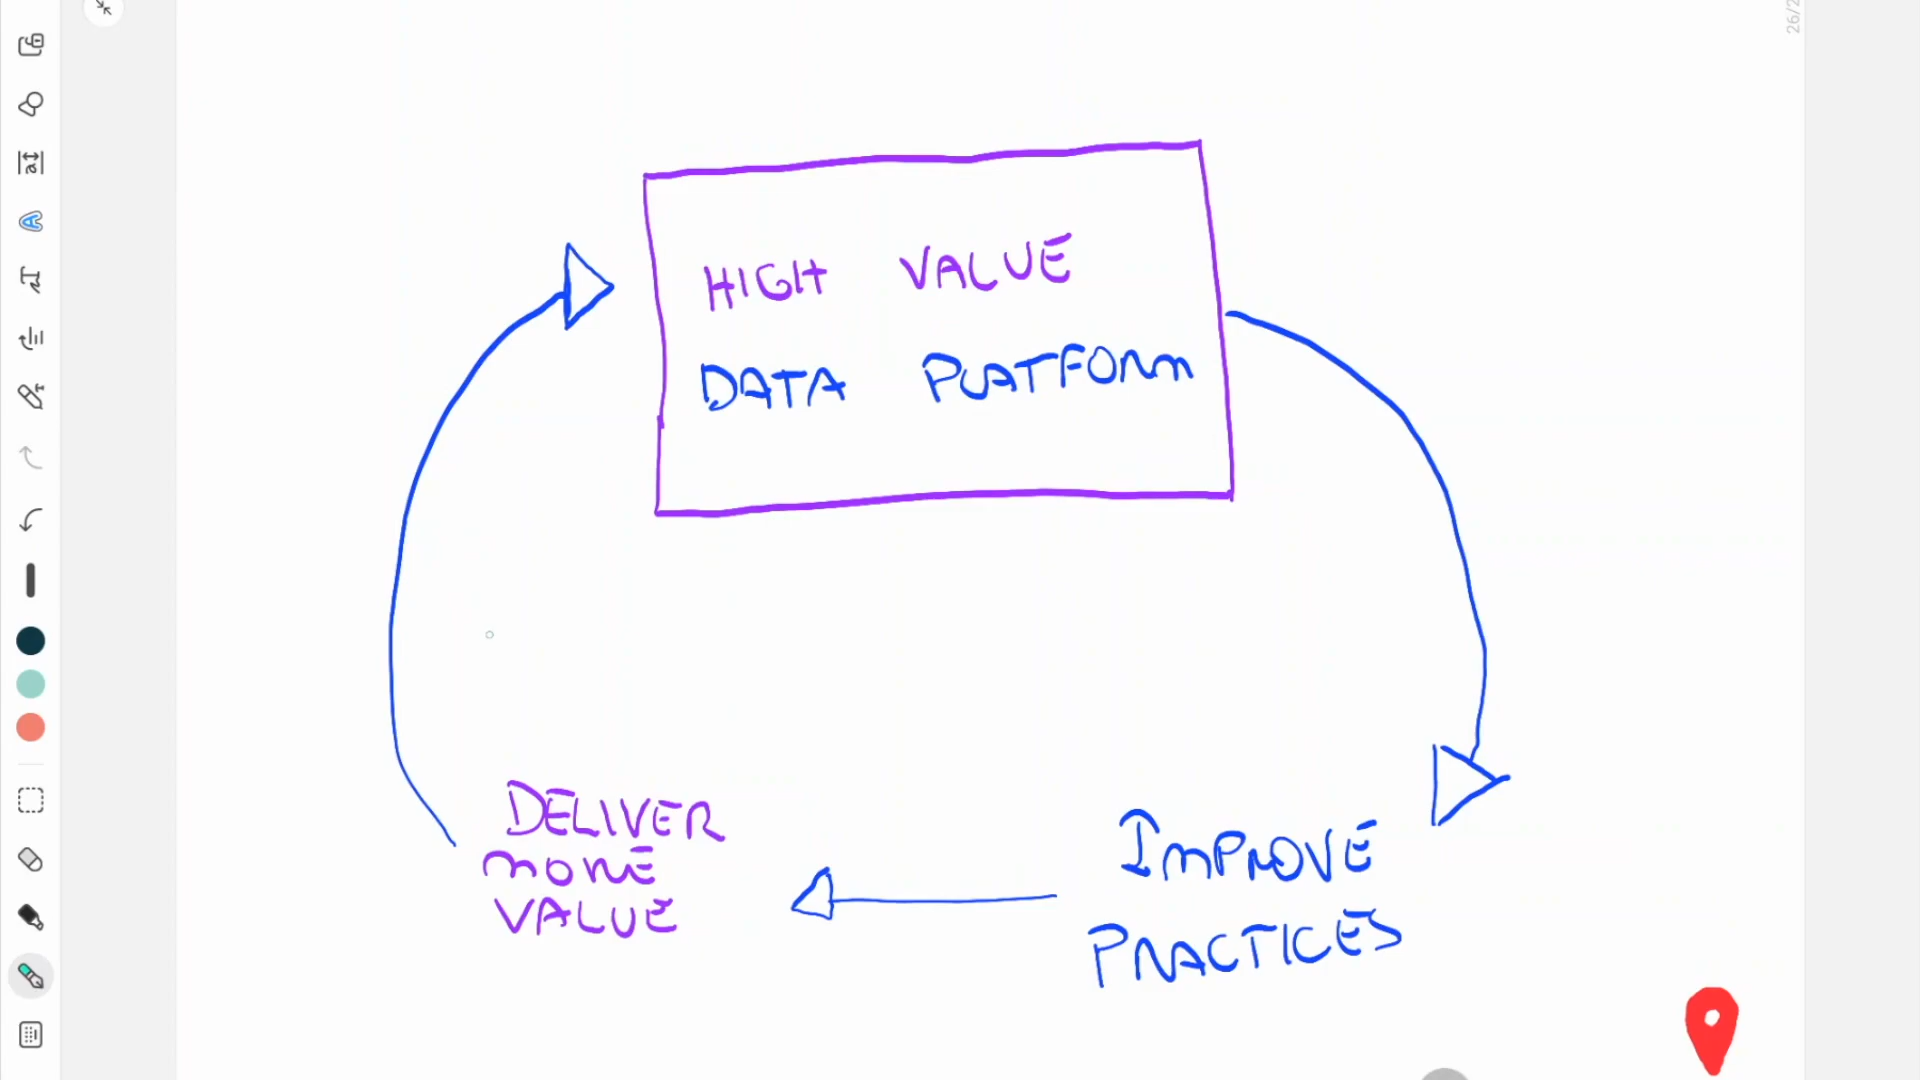 HIGH VALUE
DATA PLATFORM
DELIVER
MORE
VALUE
IMPROVE
PRACTICES